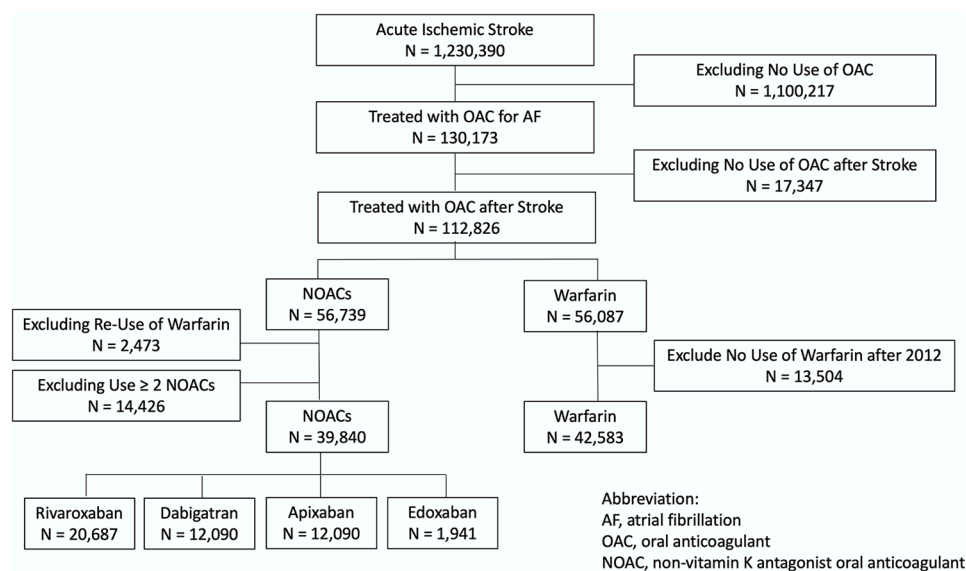 Acute Ischemic Stroke
N = 1,230,390
Excluding No Use of OAC
N = 1,100,217
Treated with OAC for AF
N = 130,173
Excluding No Use of OAC after Stroke
N = 17,347
Treated with OAC after Stroke
N = 112,826
NOACs
N = 56,739
Warfarin
N = 56,087
Excluding Re-Use of Warfarin
N = 2,473
Exclude No Use of Warfarin after 2012
N = 13,504
Excluding Use ≥ 2 NOACs
N = 14,426
NOACs
N = 39,840
Warfarin
N = 42,583
Rivaroxaban
N = 20,687
Dabigatran
N = 12,090
Apixaban
N = 12,090
Edoxaban
N = 1,941
Abbreviation:
AF, atrial fibrillation
OAC, oral anticoagulant
NOAC, non-vitamin K antagonist oral anticoagulant